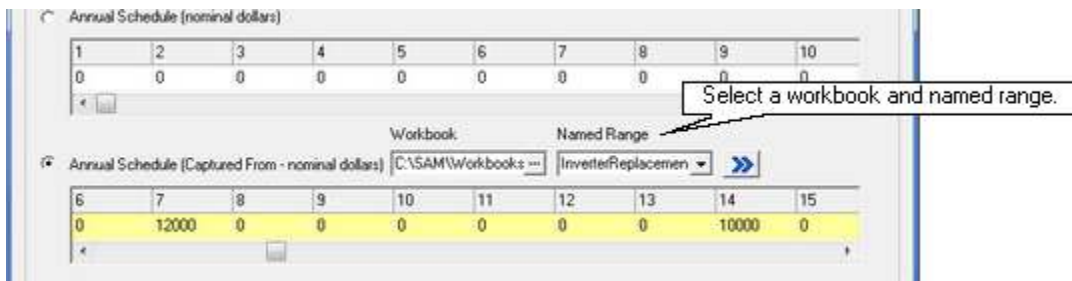 Annual Schedule (nominal dollars)
1 2 3 4 5 6 7 8 9 10
0 0 0 0 0 0 0 0 0 0
Select a workbook and named range.
Workbook Named Range
Annual Schedule (Captured From - nominal dollars) C:\SAM\Workbooks ... InverterReplacemen
6 7 8 9 10 11 12 13 14 15
0 12000 0 0 0 0 0 0 10000 0